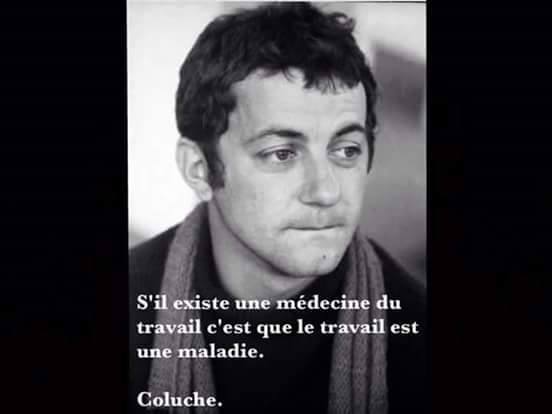 S'il existe une médecine du
travail c'est que le travail est
une maladie.
Coluche.